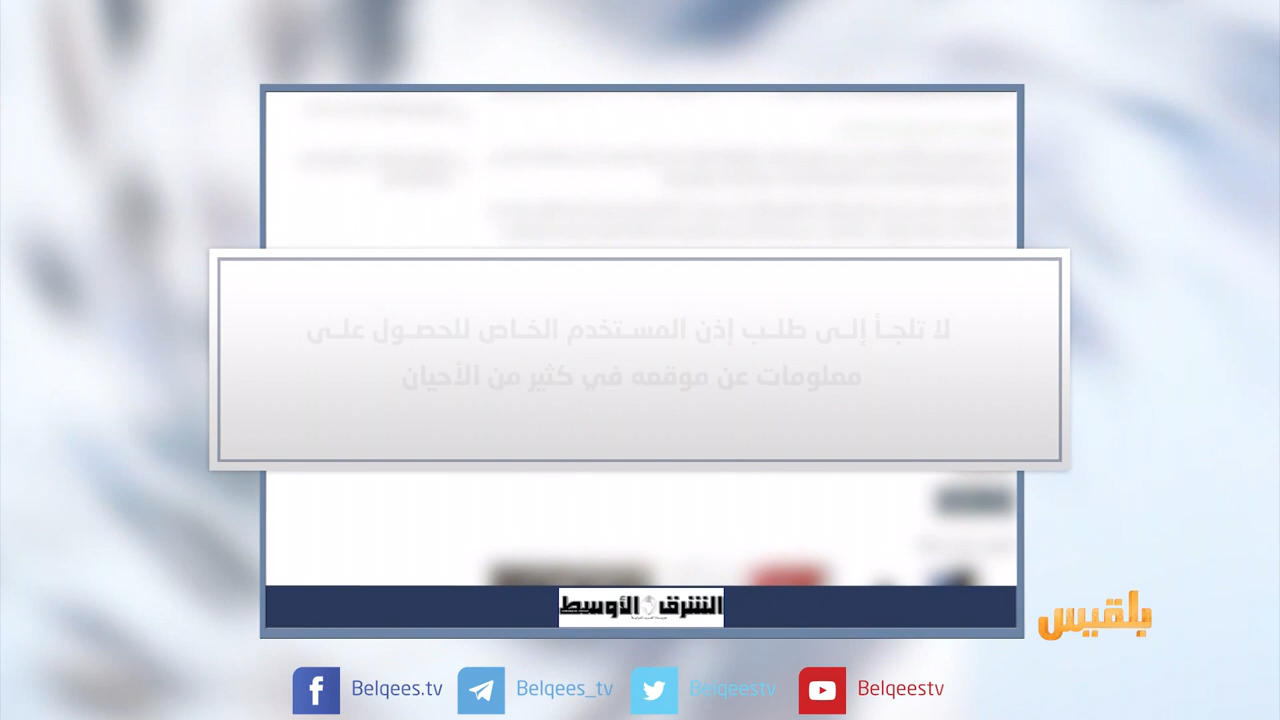 لا تلجأ إلى طلب إذن المستخدم الخاص للحصول على
معلومات عن موقعه في كثير من الأحيان
الشرق الأوسط
بلقيس
Belqees.tv
Belqees_tv
Belqeestv
Belqeestv